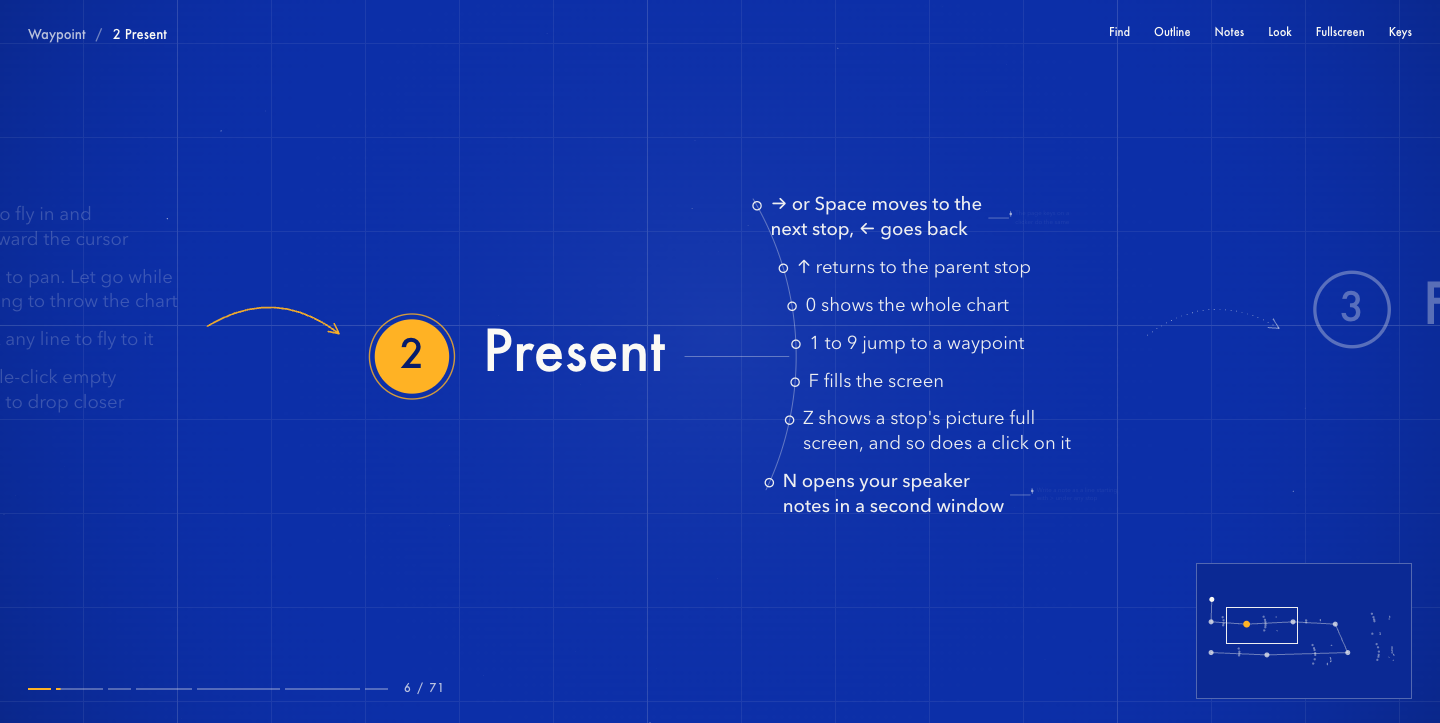 Waypoint / 2 Present
Find Outline Notes Look Fullscreen Keys
o fly in and
ward the cursor
to pan. Let go while
ng to throw the chart
any line to fly to it
le-click empty
to drop closer
2 Present
→ or Space moves to the
next stop, ← goes back
↑ returns to the parent stop
0 shows the whole chart
1 to 9 jump to a waypoint
F fills the screen
Z shows a stop's picture full
screen, and so does a click on it
N opens your speaker
notes in a second window
3
6 / 71